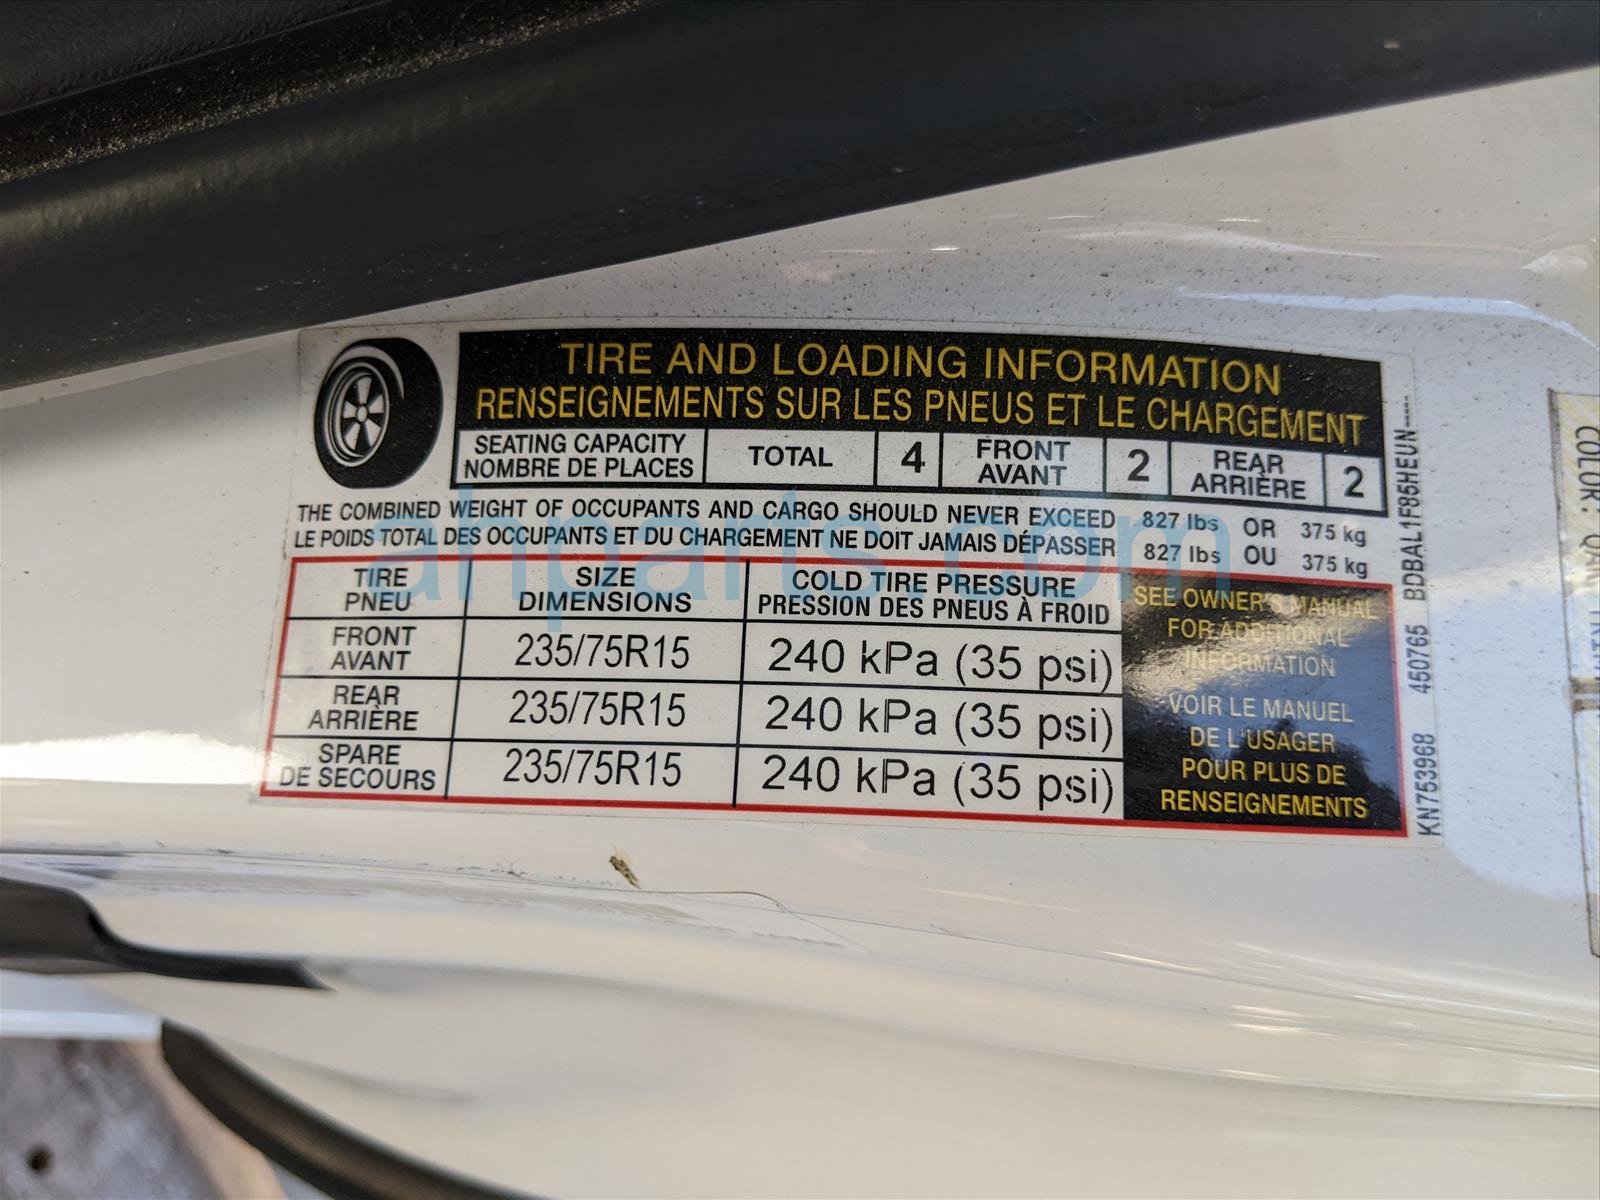 TIRE AND LOADING INFORMATION
RENSEIGNEMENTS SUR LES PNEUS ET LE CHARGEMENT
SEATING CAPACITY
NOMBRE DE PLACES
TOTAL
4
FRONT
AVANT
2
REAR
ARRIÈRE
2
THE COMBINED WEIGHT OF OCCUPANTS AND CARGO SHOULD NEVER EXCEED 827 lbs OR 375 kg
LE POIDS TOTAL DES OCCUPANTS ET DU CHARGEMENT NE DOIT JAMAIS DÉPASSER 827 lbs OU 375 kg
TIRE
PNEU
SIZE
DIMENSIONS
COLD TIRE PRESSURE
PRESSION DES PNEUS À FROID
FRONT
AVANT
235/75R15
240 kPa (35 psi)
REAR
ARRIÈRE
235/75R15
240 kPa (35 psi)
SPARE
DE SECOURS
235/75R15
240 kPa (35 psi)
SEE OWNER'S MANUAL
FOR ADDITIONAL
INFORMATION
VOIR LE MANUEL
DE L'USAGER
POUR PLUS DE
RENSEIGNEMENTS
KN753968 450765 BDBAL1F55HEUN----
COLOR:
ahparts.com